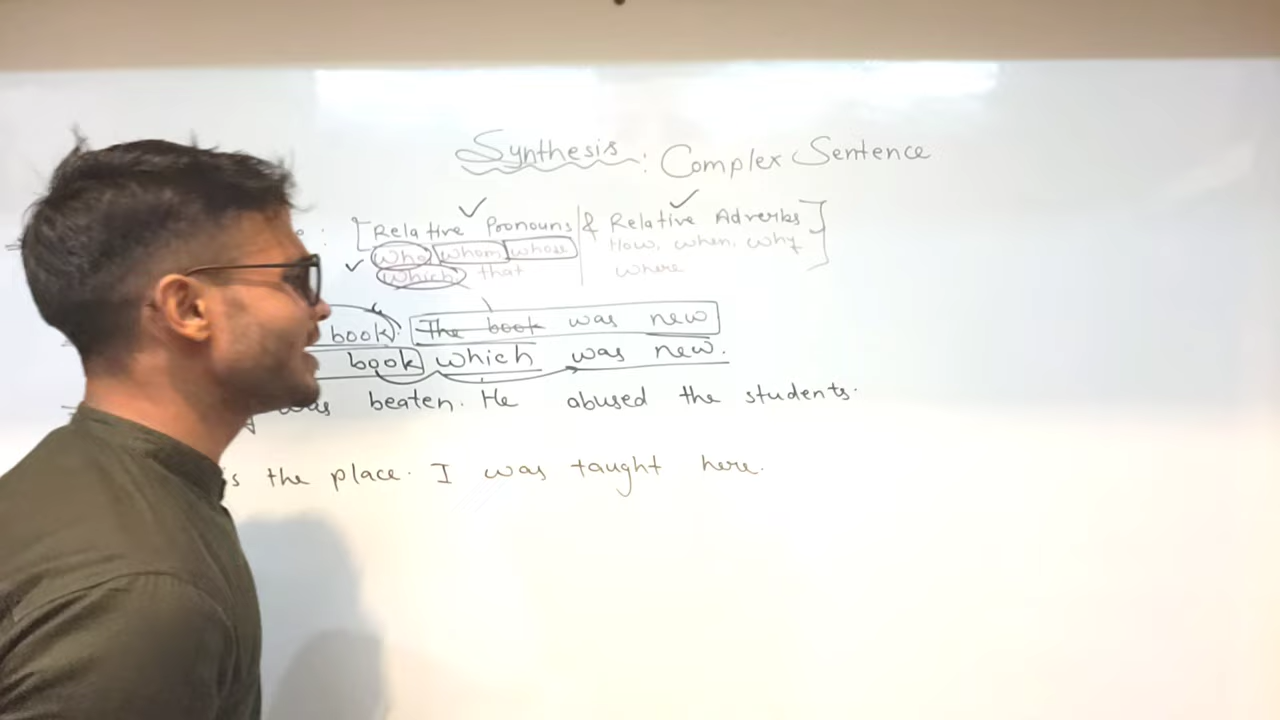 Synthesis: Complex Sentence
: [Relative Pronouns & Relative Adverbs]
who whom whose How, when, why
which that where
book. The book was new
book which was new.
was beaten. He abused the students.
s the place. I was taught here.